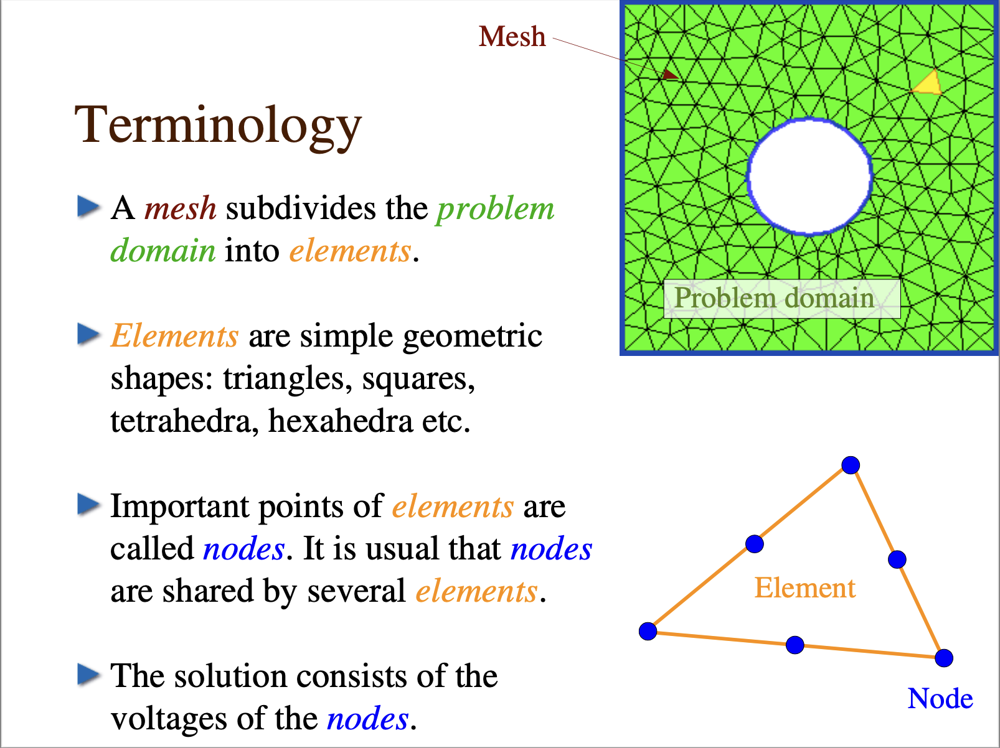 Mesh
Terminology
A mesh subdivides the problem
domain into elements.
Elements are simple geometric
shapes: triangles, squares,
tetrahedra, hexahedra etc.
Important points of elements are
called nodes. It is usual that nodes
are shared by several elements.
The solution consists of the
voltages of the nodes.
Problem domain
Element
Node